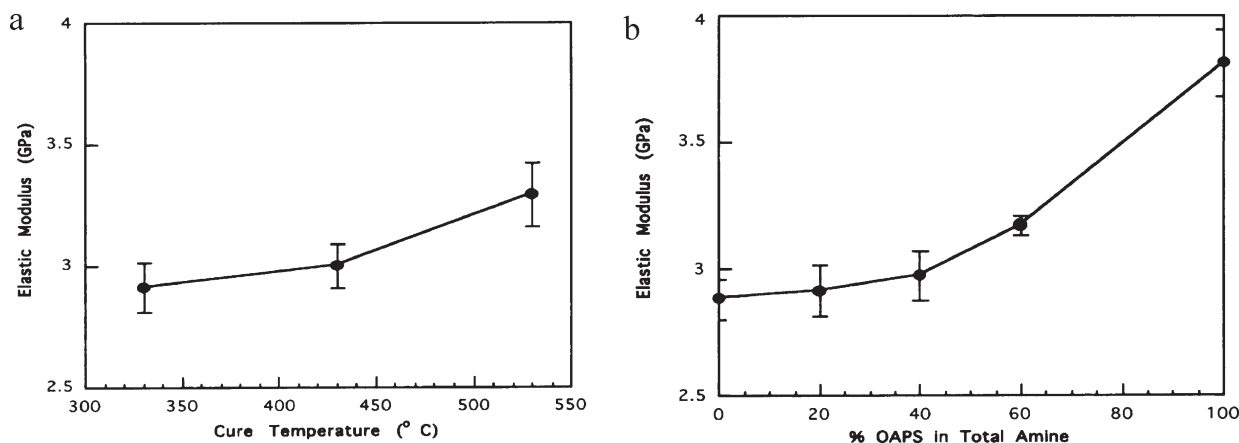 a
4
3.5
3
2.5
Elastic Modulus (GPa)
300 350 400 450 500 550
Cure Temperature (° C)
b
4
3.5
3
2.5
Elastic Modulus (GPa)
0 20 40 60 80 100
% OAPS in Total Amine